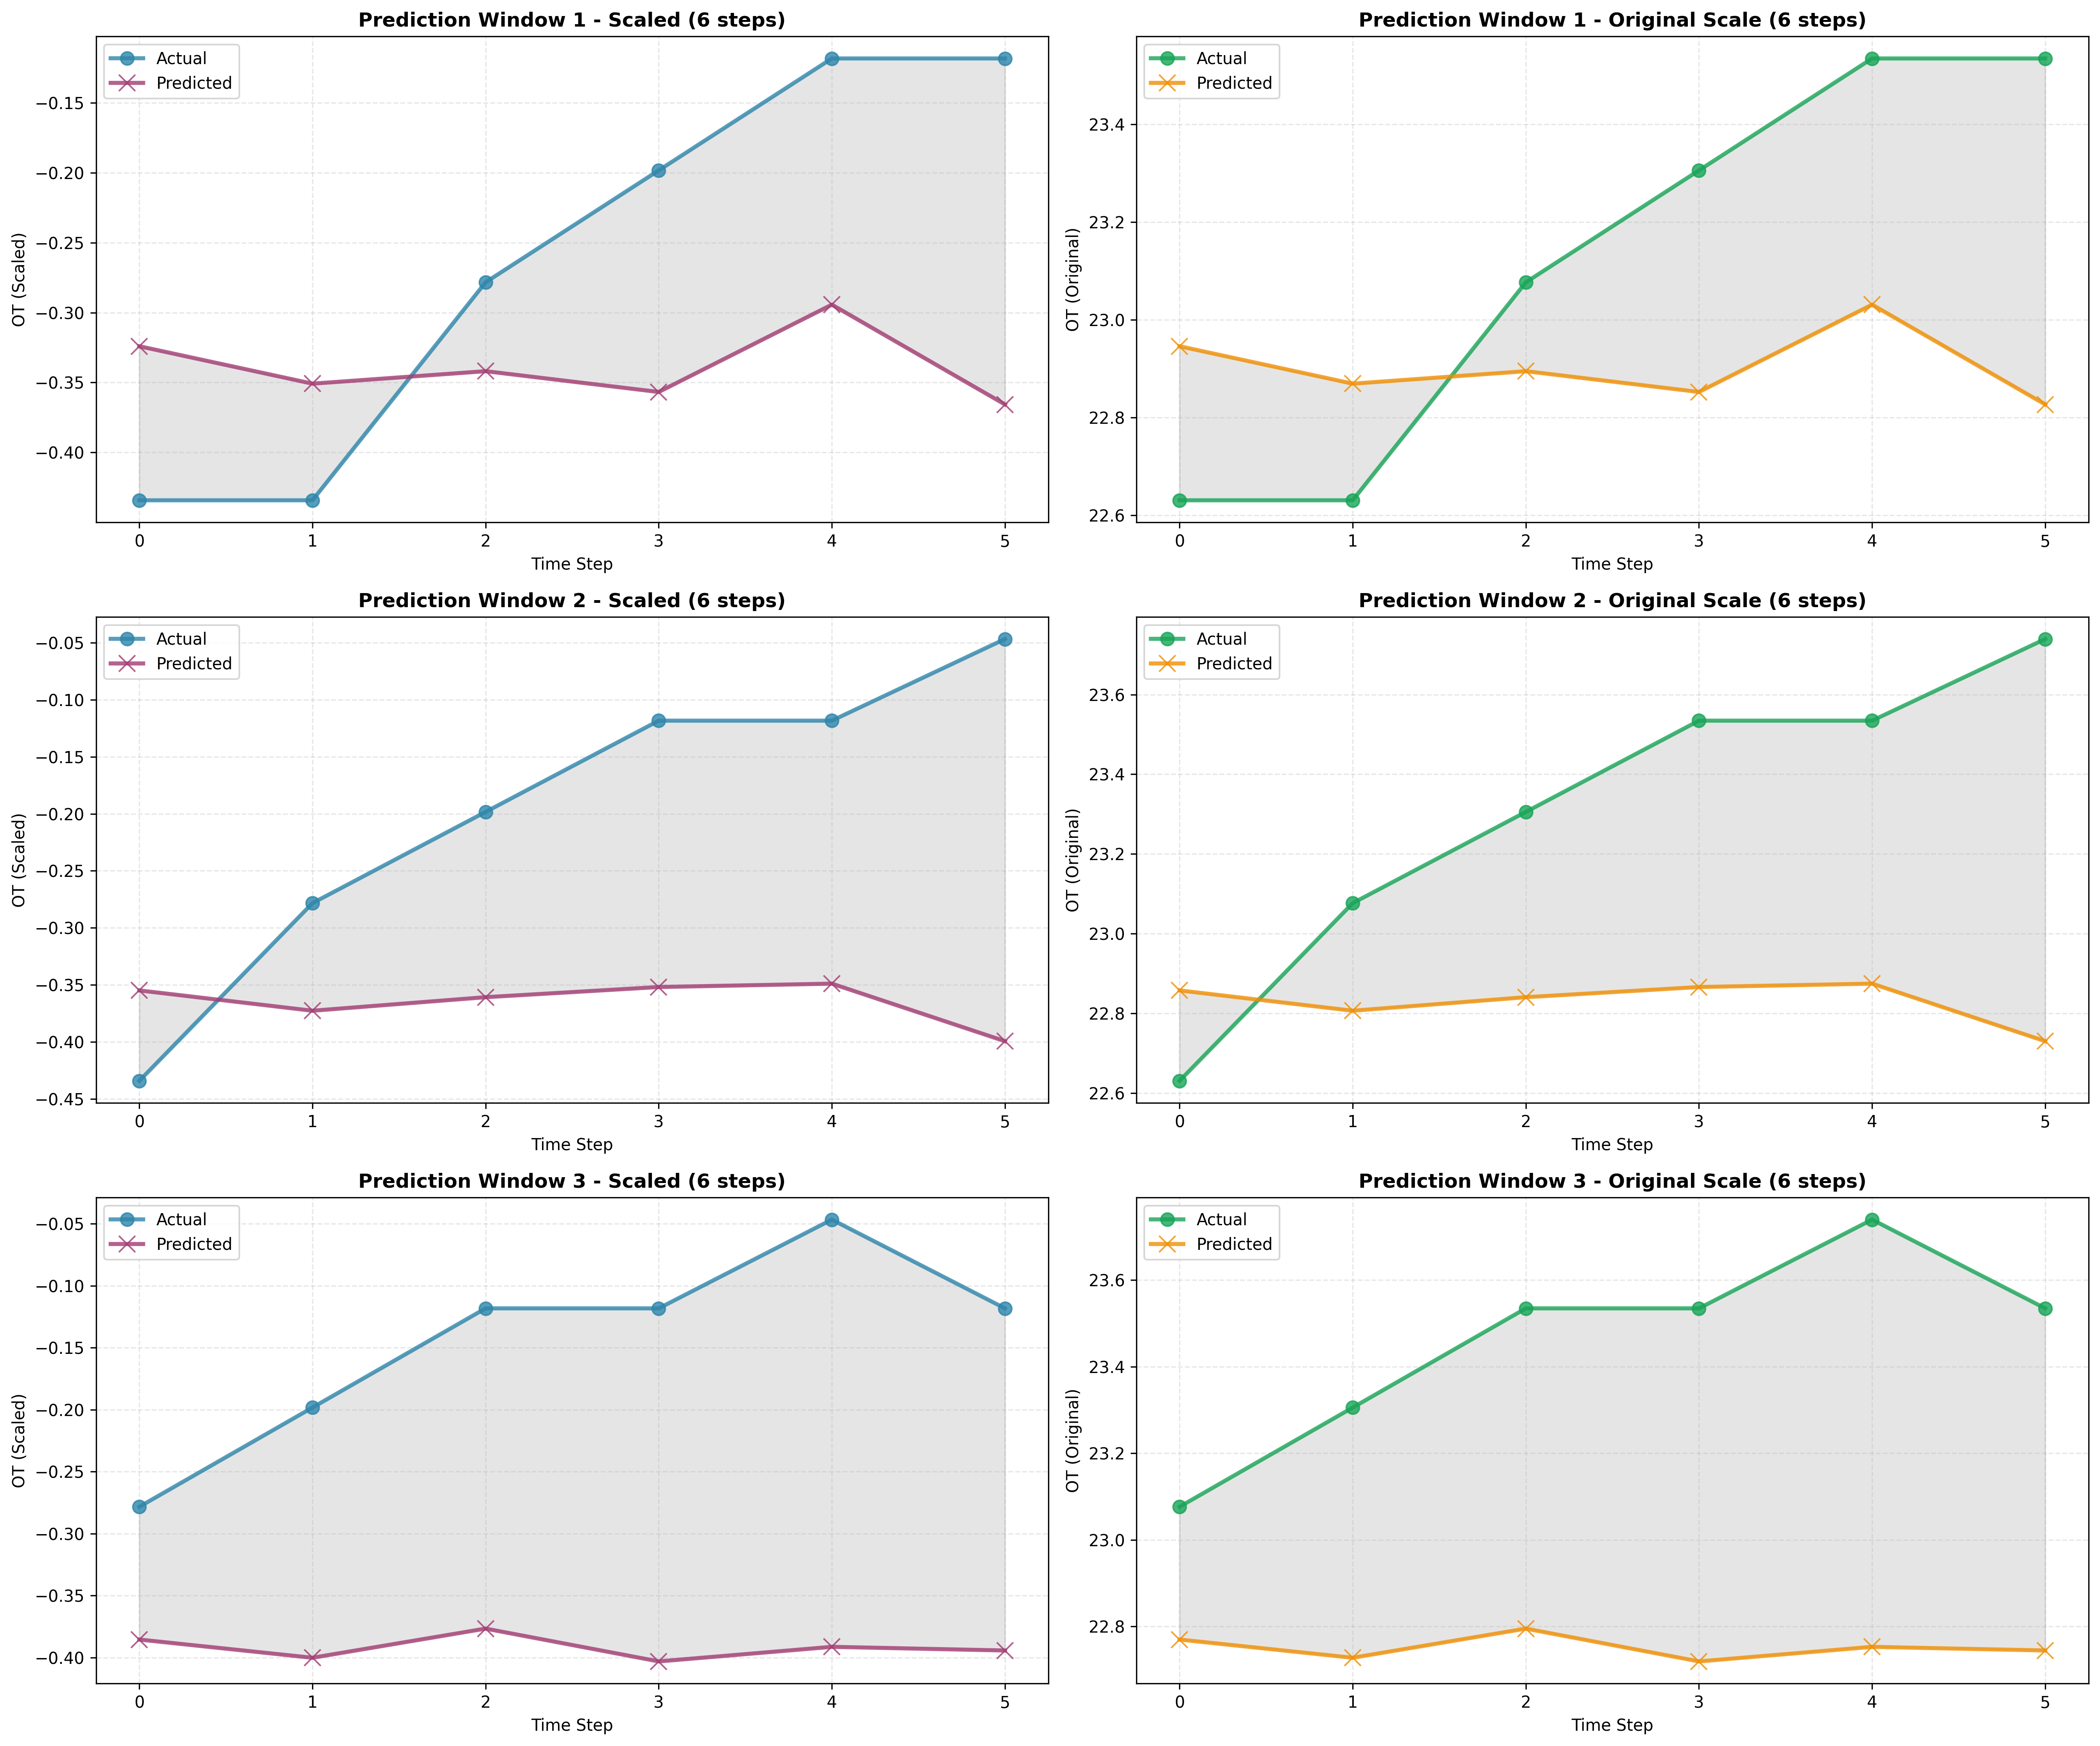 Prediction Window 1 - Scaled (6 steps)
Actual
Predicted
−0.15
−0.20
−0.25
−0.30
−0.35
−0.40
OT (Scaled)
0 1 2 3 4 5
Time Step
Prediction Window 1 - Original Scale (6 steps)
Actual
Predicted
23.4
23.2
23.0
22.8
22.6
OT (Original)
0 1 2 3 4 5
Time Step
Prediction Window 2 - Scaled (6 steps)
Actual
Predicted
−0.05
−0.10
−0.15
−0.20
−0.25
−0.30
−0.35
−0.40
−0.45
OT (Scaled)
0 1 2 3 4 5
Time Step
Prediction Window 2 - Original Scale (6 steps)
Actual
Predicted
23.6
23.4
23.2
23.0
22.8
22.6
OT (Original)
0 1 2 3 4 5
Time Step
Prediction Window 3 - Scaled (6 steps)
Actual
Predicted
−0.05
−0.10
−0.15
−0.20
−0.25
−0.30
−0.35
−0.40
OT (Scaled)
0 1 2 3 4 5
Time Step
Prediction Window 3 - Original Scale (6 steps)
Actual
Predicted
23.6
23.4
23.2
23.0
22.8
OT (Original)
0 1 2 3 4 5
Time Step